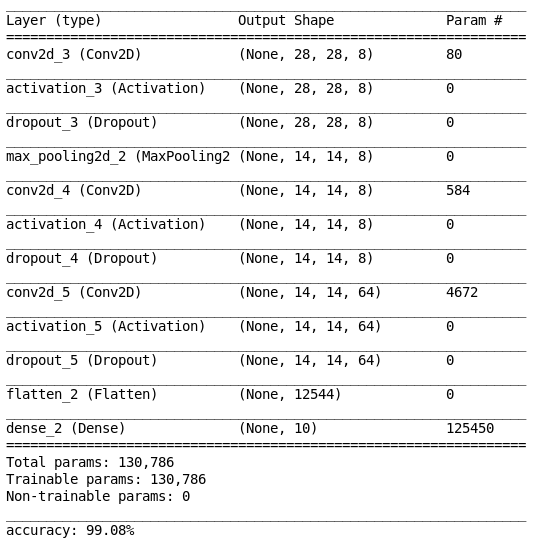 Layer (type) Output Shape Param #
=================================================================
conv2d_3 (Conv2D) (None, 28, 28, 8) 80
activation_3 (Activation) (None, 28, 28, 8) 0
dropout_3 (Dropout) (None, 28, 28, 8) 0
max_pooling2d_2 (MaxPooling2 (None, 14, 14, 8) 0
conv2d_4 (Conv2D) (None, 14, 14, 8) 584
activation_4 (Activation) (None, 14, 14, 8) 0
dropout_4 (Dropout) (None, 14, 14, 8) 0
conv2d_5 (Conv2D) (None, 14, 14, 64) 4672
activation_5 (Activation) (None, 14, 14, 64) 0
dropout_5 (Dropout) (None, 14, 14, 64) 0
flatten_2 (Flatten) (None, 12544) 0
dense_2 (Dense) (None, 10) 125450
=================================================================
Total params: 130,786
Trainable params: 130,786
Non-trainable params: 0
accuracy: 99.08%